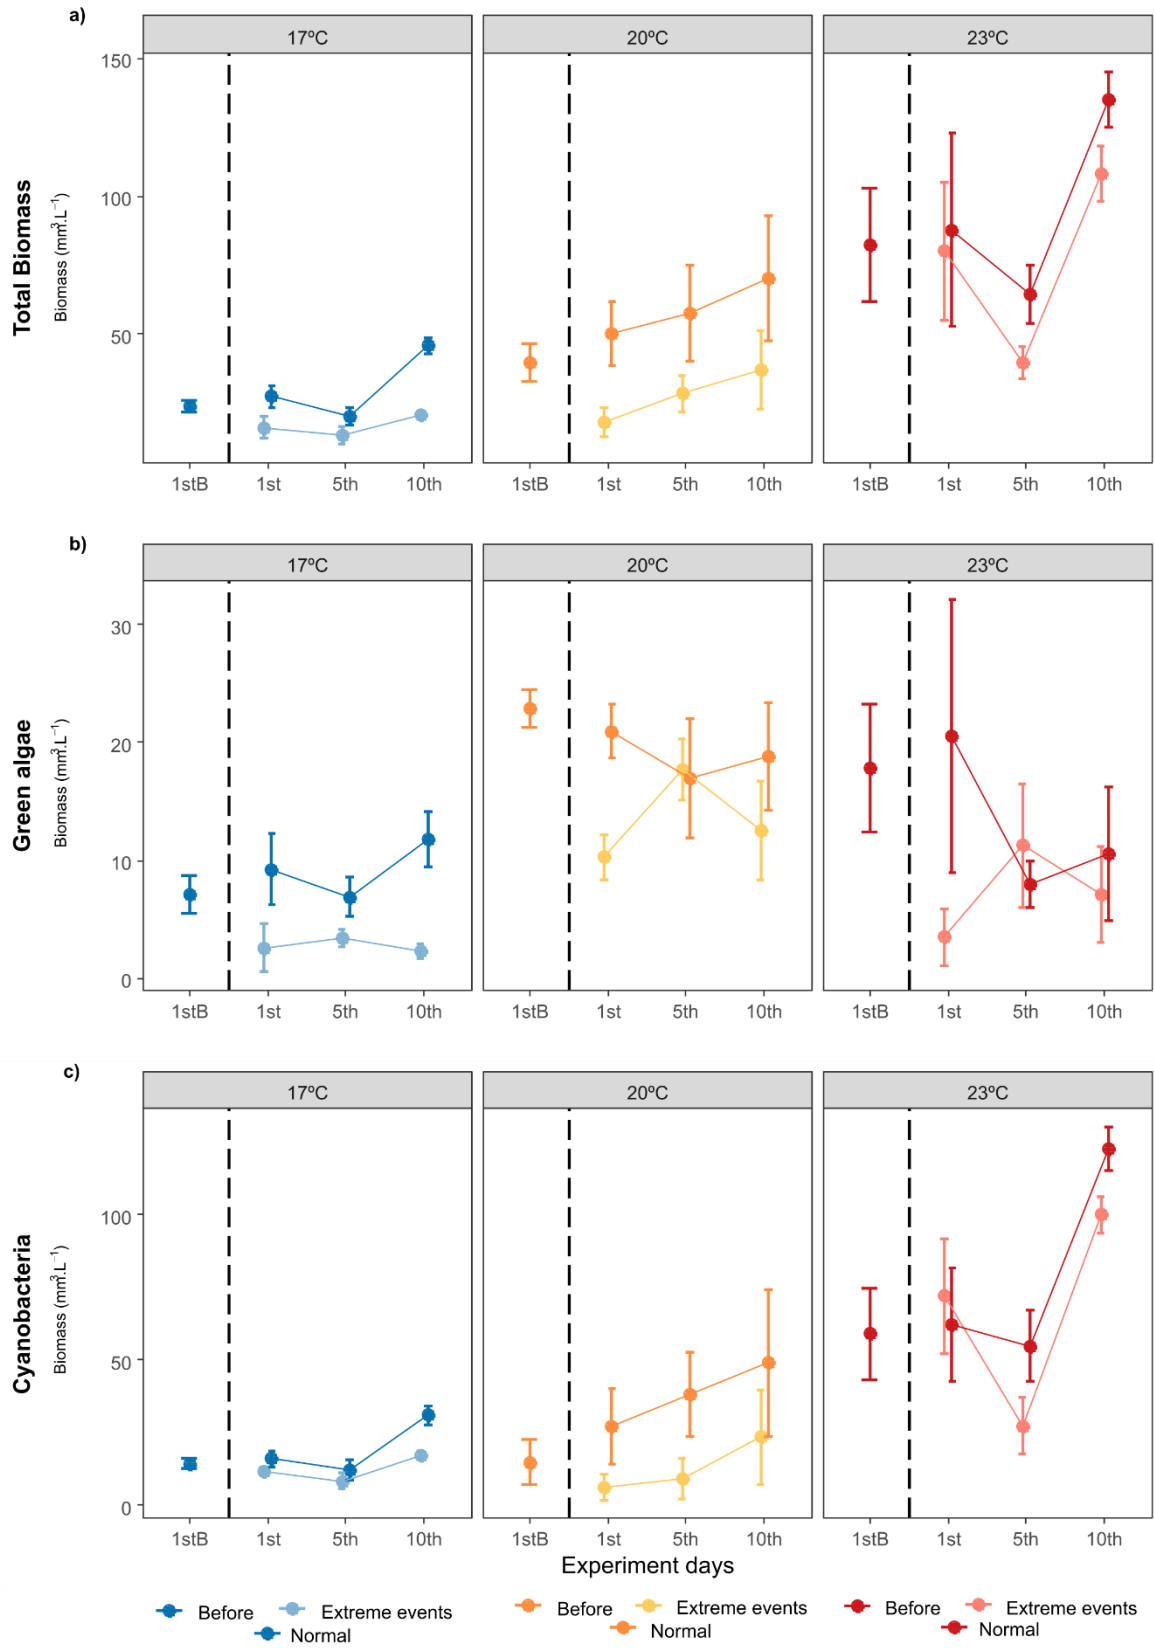 a)
17ºC 20ºC 23ºC
Total Biomass
Biomass (mm³.L⁻¹)
150
100
50
1stB 1st 5th 10th 1stB 1st 5th 10th 1stB 1st 5th 10th
b)
17ºC 20ºC 23ºC
Green algae
Biomass (mm³.L⁻¹)
30
20
10
0
1stB 1st 5th 10th 1stB 1st 5th 10th 1stB 1st 5th 10th
c)
17ºC 20ºC 23ºC
Cyanobacteria
Biomass (mm³.L⁻¹)
100
50
0
1stB 1st 5th 10th 1stB 1st 5th 10th 1stB 1st 5th 10th
Experiment days
Before Extreme events Before Extreme events Before Extreme events
Normal Normal Normal